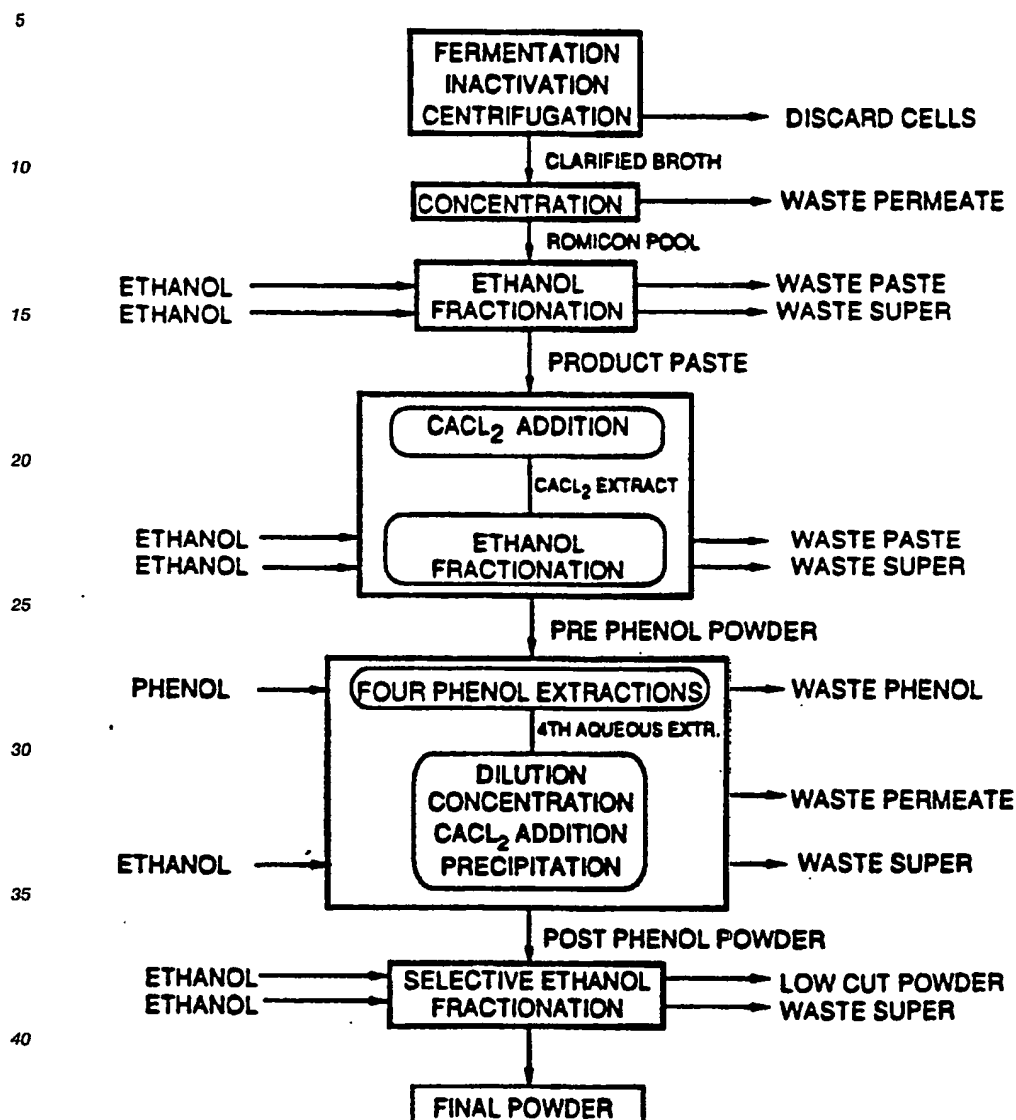 5
FERMENTATION
INACTIVATION
CENTRIFUGATION
DISCARD CELLS
10
CLARIFIED BROTH
CONCENTRATION
WASTE PERMEATE
ROMICON POOL
ETHANOL
ETHANOL
ETHANOL
FRACTIONATION
WASTE PASTE
WASTE SUPER
15
PRODUCT PASTE
CACL₂ ADDITION
20
CACL₂ EXTRACT
ETHANOL
ETHANOL
ETHANOL
FRACTIONATION
WASTE PASTE
WASTE SUPER
25
PRE PHENOL POWDER
PHENOL
FOUR PHENOL EXTRACTIONS
WASTE PHENOL
4TH AQUEOUS EXTR.
30
DILUTION
CONCENTRATION
CACL₂ ADDITION
PRECIPITATION
WASTE PERMEATE
ETHANOL
WASTE SUPER
35
POST PHENOL POWDER
ETHANOL
ETHANOL
SELECTIVE ETHANOL
FRACTIONATION
LOW CUT POWDER
WASTE SUPER
40
FINAL POWDER